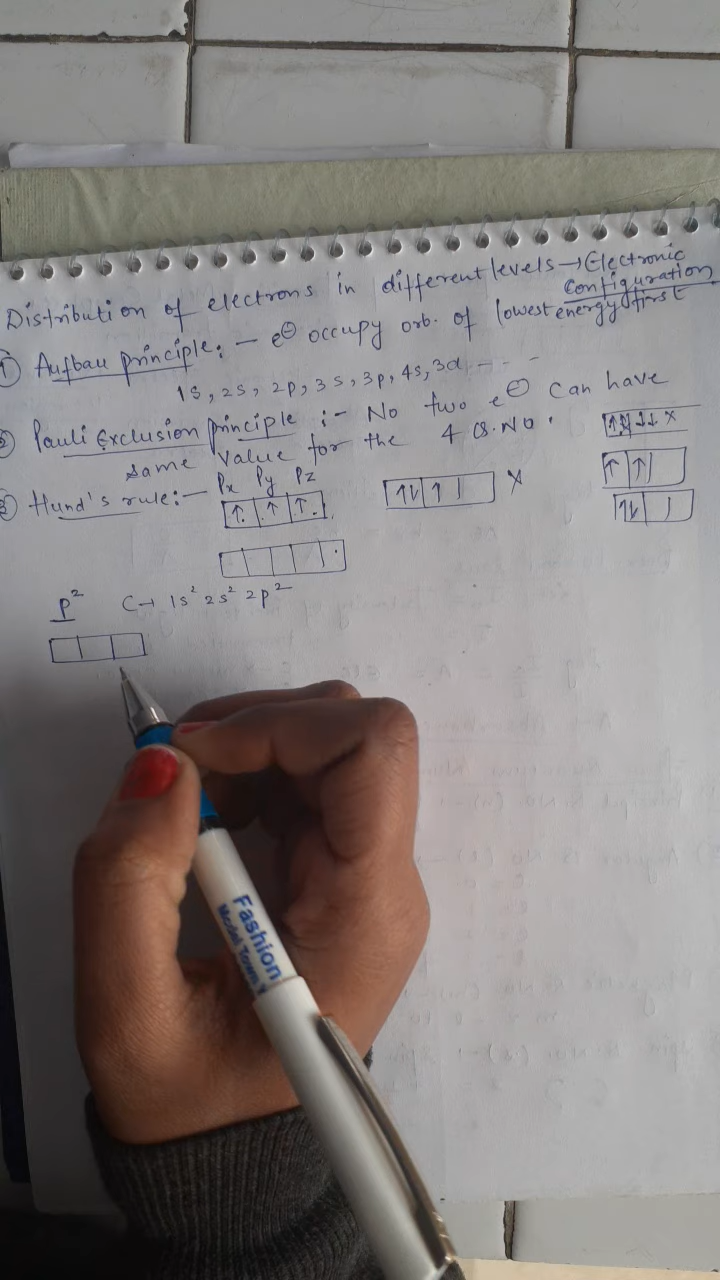 Distribution of electrons in different levels → Electronic
Configuration
① Aufbau principle :- e⊖ occupy orb. of lowest energy first
1s, 2s, 2p, 3s, 3p, 4s, 3d - - -
Pauli Exclusion principle :- No two e⊖ can have
same value for the 4 Q.NO.
Hund's rule :- Px Py Pz
↑ ↑ ↑
↑↓ ↑ X
↑↓ X
↑ ↑
↑↓
p² C→ 1s² 2s² 2p²
Fashion
Model Town